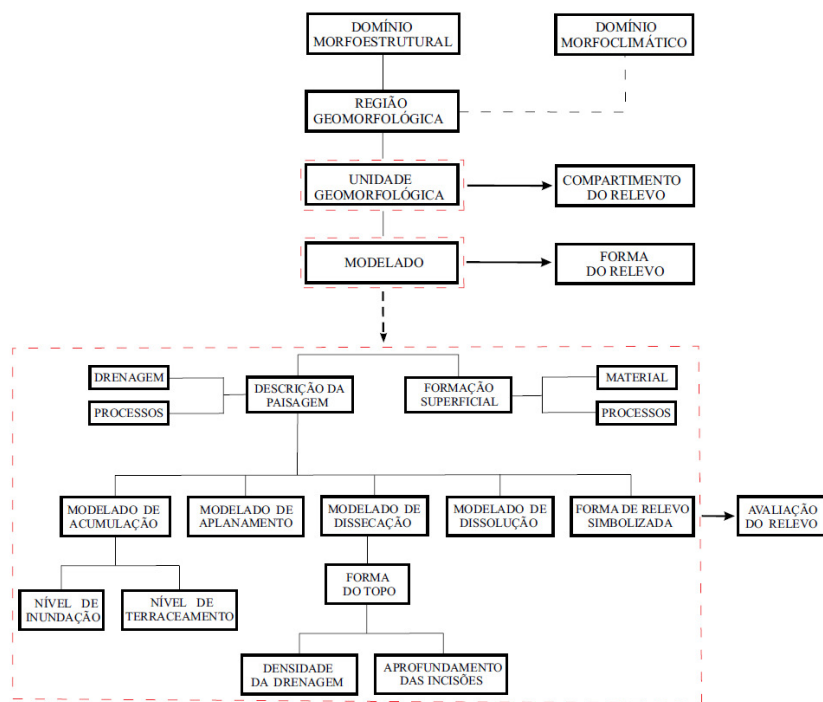 DOMÍNIO
MORFOESTRUTURAL
DOMÍNIO
MORFOCLIMÁTICO
REGIÃO
GEOMORFOLÓGICA
UNIDADE
GEOMORFOLÓGICA
COMPARTIMENTO
DO RELEVO
MODELADO
FORMA
DO RELEVO
DRENAGEM
PROCESSOS
DESCRIÇÃO DA
PAISAGEM
FORMAÇÃO
SUPERFICIAL
MATERIAL
PROCESSOS
MODELADO DE
ACUMULAÇÃO
MODELADO DE
APLANAMENTO
MODELADO DE
DISSECAÇÃO
MODELADO DE
DISSOLUÇÃO
FORMA DE RELEVO
SIMBOLIZADA
AVALIAÇÃO
DO RELEVO
NÍVEL DE
INUNDAÇÃO
NÍVEL DE
TERRACEAMENTO
FORMA
DO TOPO
DENSIDADE
DA DRENAGEM
APROFUNDAMENTO
DAS INCISÕES